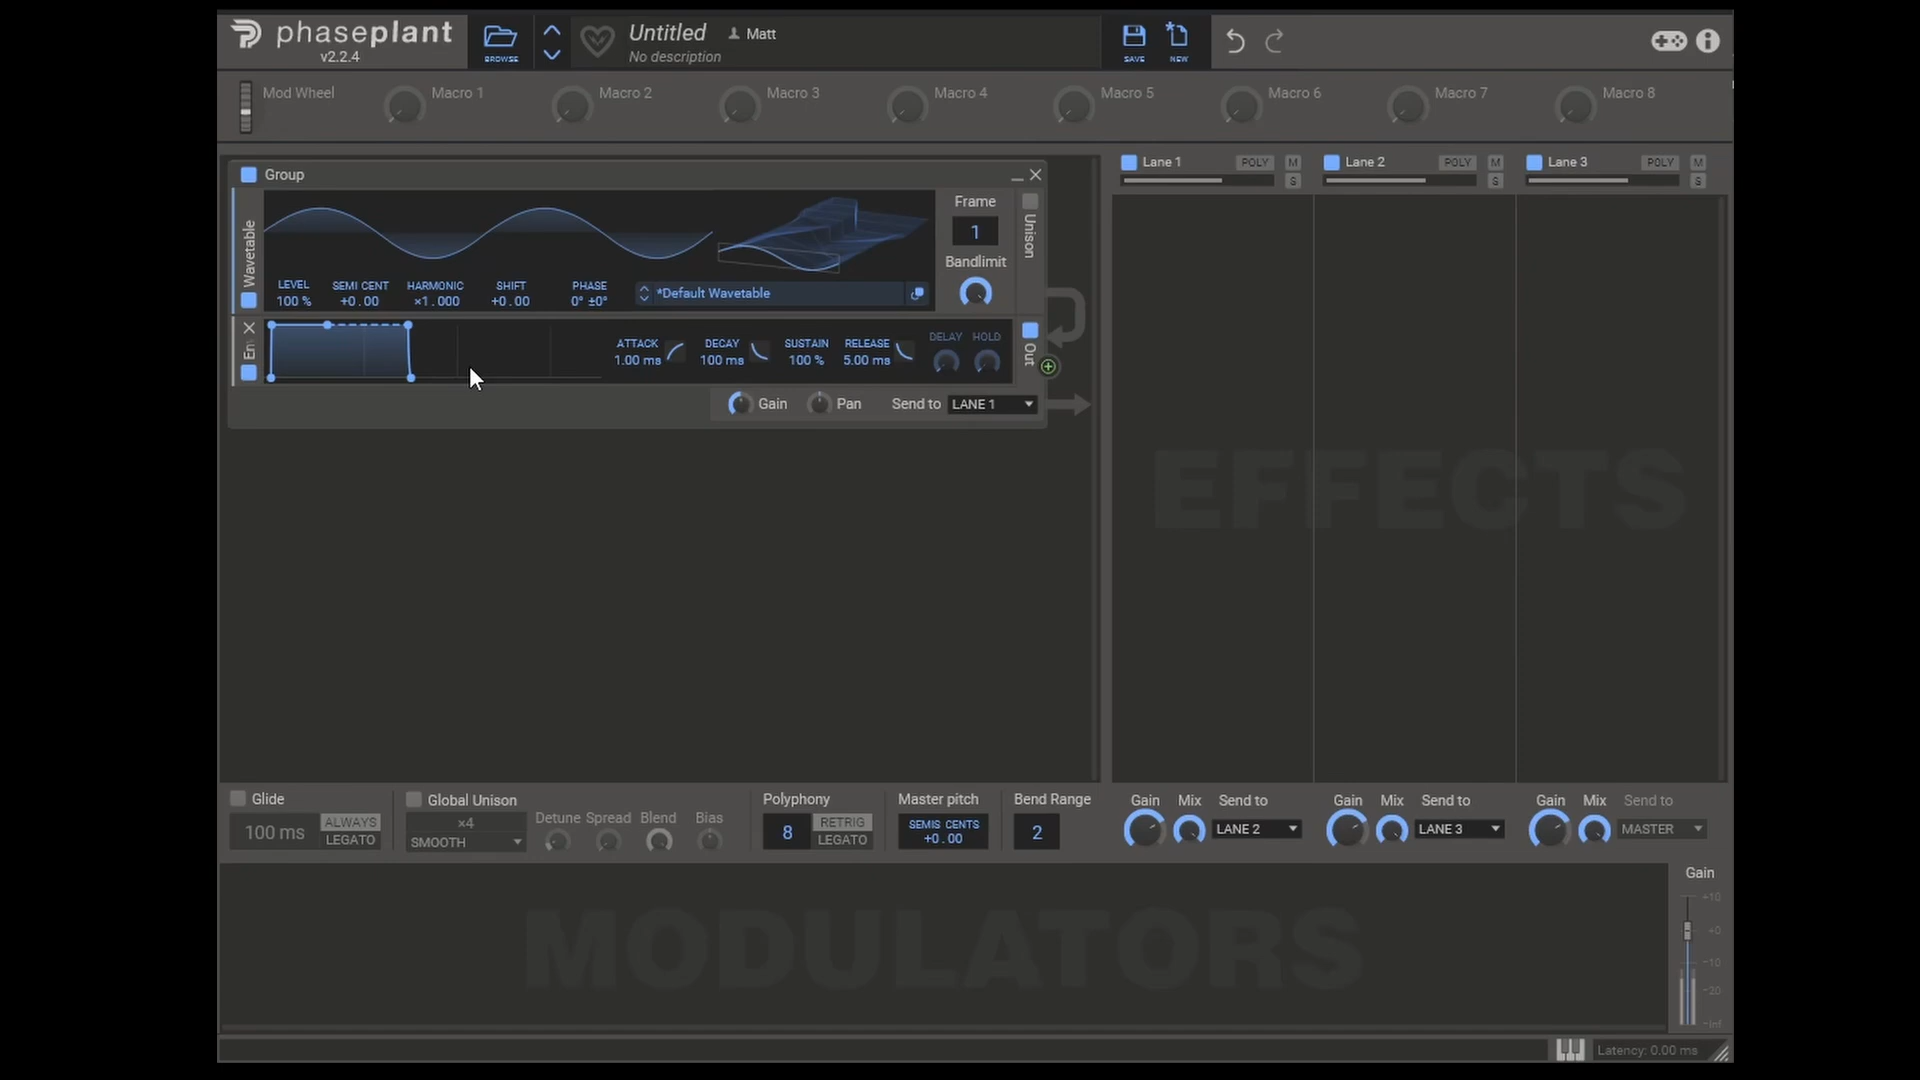 phaseplant
v2.2.4
BROWSE
Untitled
Matt
No description
SAVE
NEW
Mod Wheel
Macro 1
Macro 2
Macro 3
Macro 4
Macro 5
Macro 6
Macro 7
Macro 8
Group
Wavetable
LEVEL
100 %
SEMI CENT
+0.00
HARMONIC
×1.000
SHIFT
+0.00
PHASE
0° ±0°
*Default Wavetable
Frame
1
Bandlimit
Unison
En
ATTACK
1.00 ms
DECAY
100 ms
SUSTAIN
100 %
RELEASE
5.00 ms
DELAY
HOLD
Out
Gain
Pan
Send to
LANE 1
Lane 1
POLY
M
S
Lane 2
POLY
M
S
Lane 3
POLY
M
S
EFFECTS
Glide
100 ms
ALWAYS
LEGATO
Global Unison
×4
SMOOTH
Detune
Spread
Blend
Bias
Polyphony
8
RETRIG
LEGATO
Master pitch
SEMIS CENTS
+0.00
Bend Range
2
Gain
Mix
Send to
LANE 2
Gain
Mix
Send to
LANE 3
Gain
Mix
Send to
MASTER
MODULATORS
Gain
+10
+0
-10
-20
-Inf
Latency: 0.00 ms